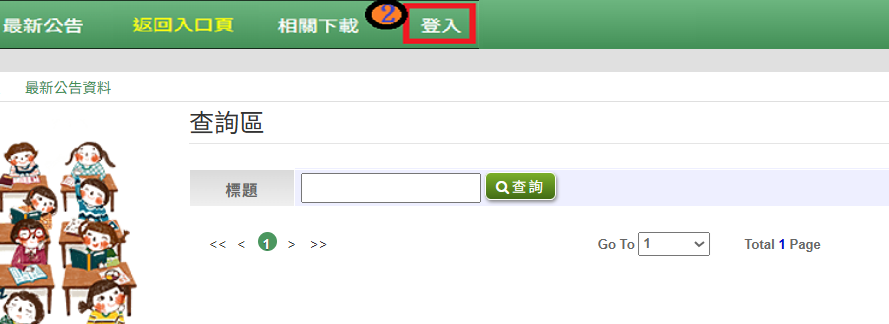 最新公告 返回入口頁 相關下載 2 登入
最新公告資料
查詢區
標題 查詢
<< < 1 > >> Go To 1 Total 1 Page